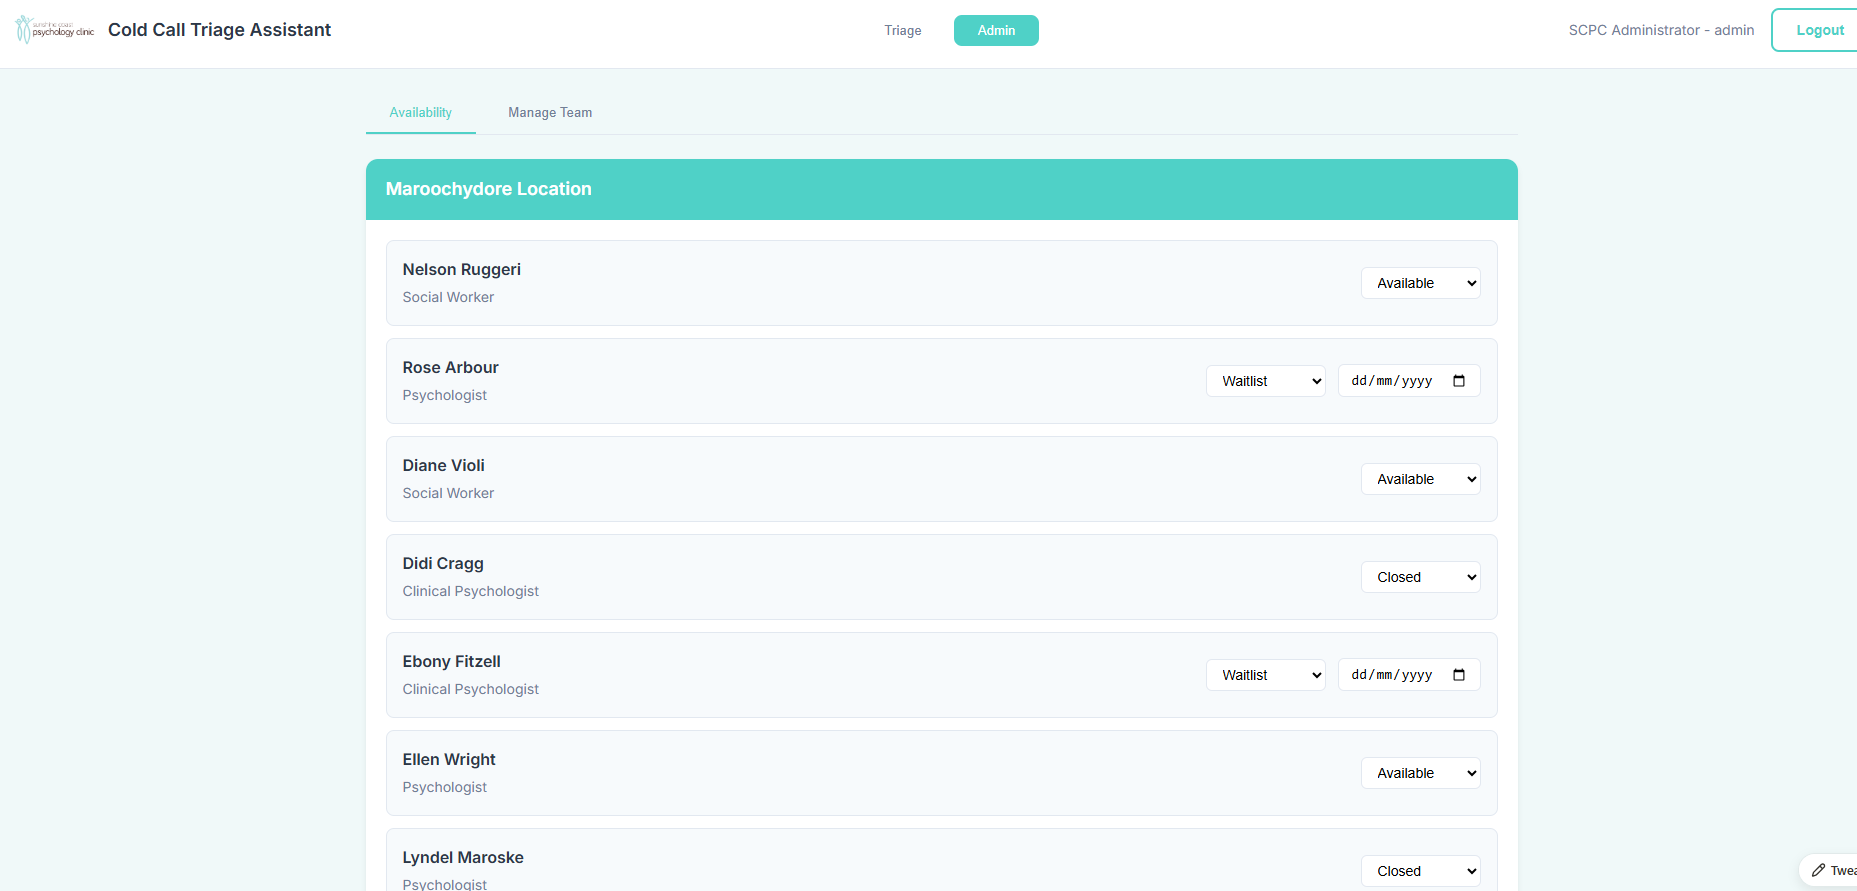 sunshine coast
psychology clinic
Cold Call Triage Assistant
Triage
Admin
SCPC Administrator - admin
Logout
Availability
Manage Team
Maroochydore Location
Nelson Ruggeri
Social Worker
Available
Rose Arbour
Psychologist
Waitlist
dd/mm/yyyy
Diane Violi
Social Worker
Available
Didi Cragg
Clinical Psychologist
Closed
Ebony Fitzell
Clinical Psychologist
Waitlist
dd/mm/yyyy
Ellen Wright
Psychologist
Available
Lyndel Maroske
Psychologist
Closed
Twea